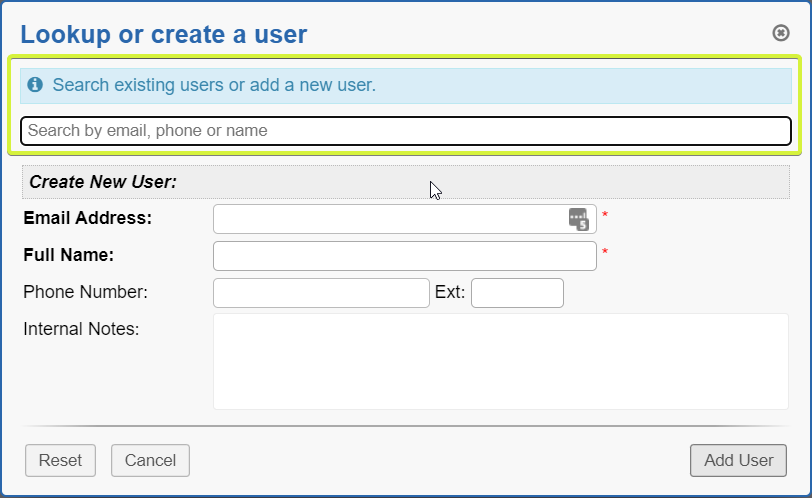 Lookup or create a user
Search existing users or add a new user.
Search by email, phone or name
Create New User:
Email Address: *
Full Name: *
Phone Number: Ext:
Internal Notes:
Reset Cancel Add User